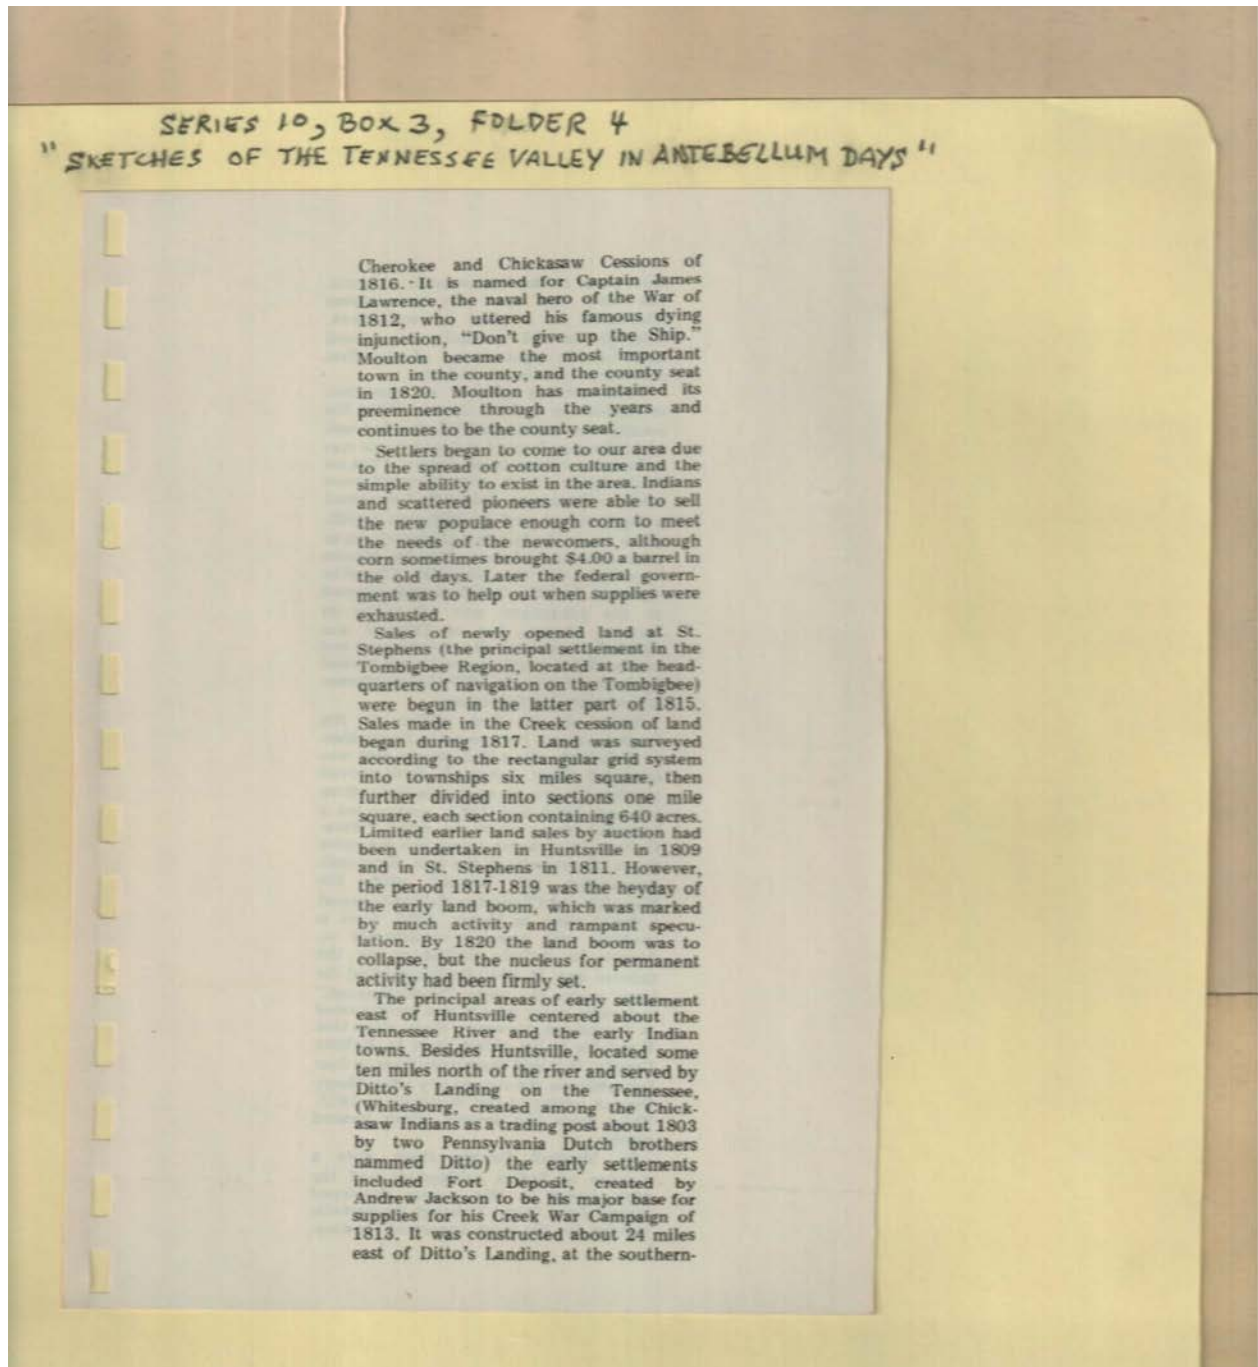 SERIES 10, BOX 3, FOLDER 4
"SKETCHES OF THE TENNESSEE VALLEY IN ANTEBELLUM DAYS"
Cherokee and Chickasaw Cessions of
1816. It is named for Captain James
Lawrence, the naval hero of the War of
1812, who uttered his famous dying
injunction, “Don't give up the Ship.”
Moulton became the most important
town in the county, and the county seat
in 1820. Moulton has maintained its
preeminence through the years and
continues to be the county seat.
Settlers began to come to our area due
to the spread of cotton culture and the
simple ability to exist in the area. Indians
and scattered pioneers were able to sell
the new populace enough corn to meet
the needs of the newcomers, although
corn sometimes brought $4.00 a barrel in
the old days. Later the federal govern-
ment was to help out when supplies were
exhausted.
Sales of newly opened land at St.
Stephens (the principal settlement in the
Tombigbee Region, located at the head-
quarters of navigation on the Tombigbee)
were begun in the latter part of 1815.
Sales made in the Creek cession of land
began during 1817. Land was surveyed
according to the rectangular grid system
into townships six miles square, then
further divided into sections one mile
square, each section containing 640 acres.
Limited earlier land sales by auction had
been undertaken in Huntsville in 1809
and in St. Stephens in 1811. However,
the period 1817-1819 was the heyday of
the early land boom, which was marked
by much activity and rampant specu-
lation. By 1820 the land boom was to
collapse, but the nucleus for permanent
activity had been firmly set.
The principal areas of early settlement
east of Huntsville centered about the
Tennessee River and the early Indian
towns. Besides Huntsville, located some
ten miles north of the river and served by
Ditto's Landing on the Tennessee,
(Whitesburg, created among the Chick-
asaw Indians as a trading post about 1803
by two Pennsylvania Dutch brothers
nammed Ditto) the early settlements
included Fort Deposit, created by
Andrew Jackson to be his major base for
supplies for his Creek War Campaign of
1813. It was constructed about 24 miles
east of Ditto's Landing, at the southern-